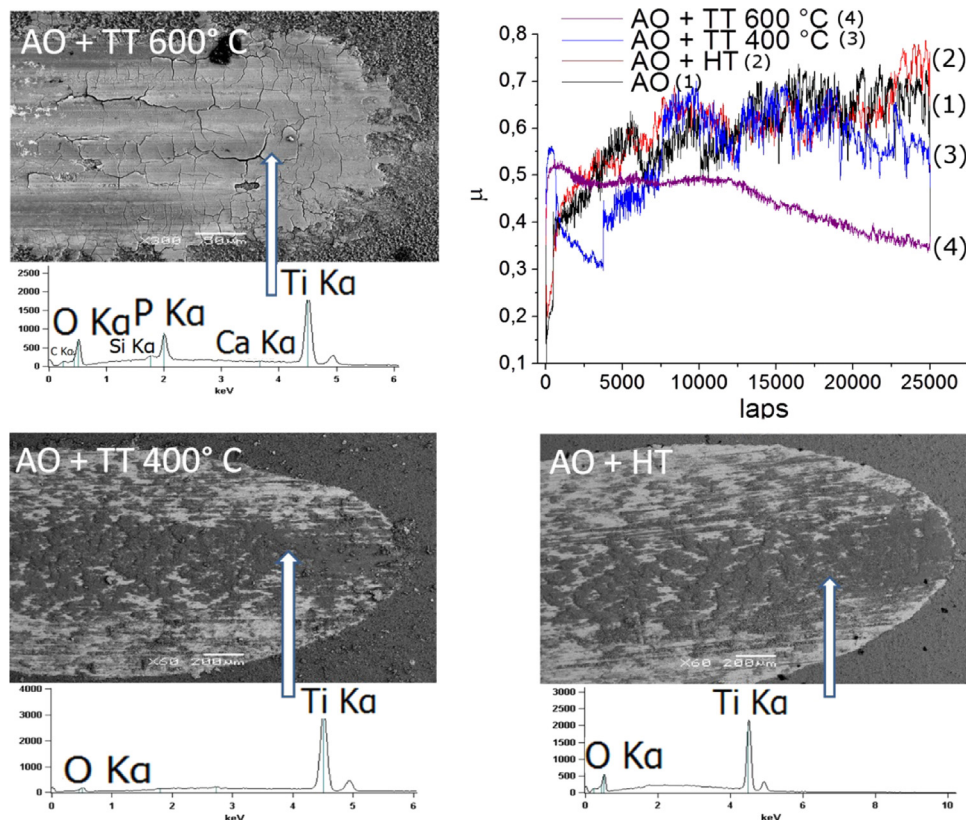 AO + TT 600° C
X300 50μm
2500
2000
1500
1000
500
0
O Ka
P Ka
Ti Ka
C Ka
Si Ka
Ca Ka
0 1 2 3 4 5 6
keV
AO + TT 600 °C (4)
AO + TT 400 °C (3)
AO + HT (2)
AO (1)
0,8
0,7
0,6
0,5
0,4
0,3
0,2
0,1
μ
(2)
(1)
(3)
(4)
0 5000 10000 15000 20000 25000
laps
AO + TT 400° C
X60 200μm
4000
3000
2000
1000
0
O Ka
Ti Ka
0 1 2 3 4 5 6
keV
AO + HT
X60 200μm
3000
2500
2000
1500
1000
500
0
O Ka
Ti Ka
0 2 4 6 8 10
keV